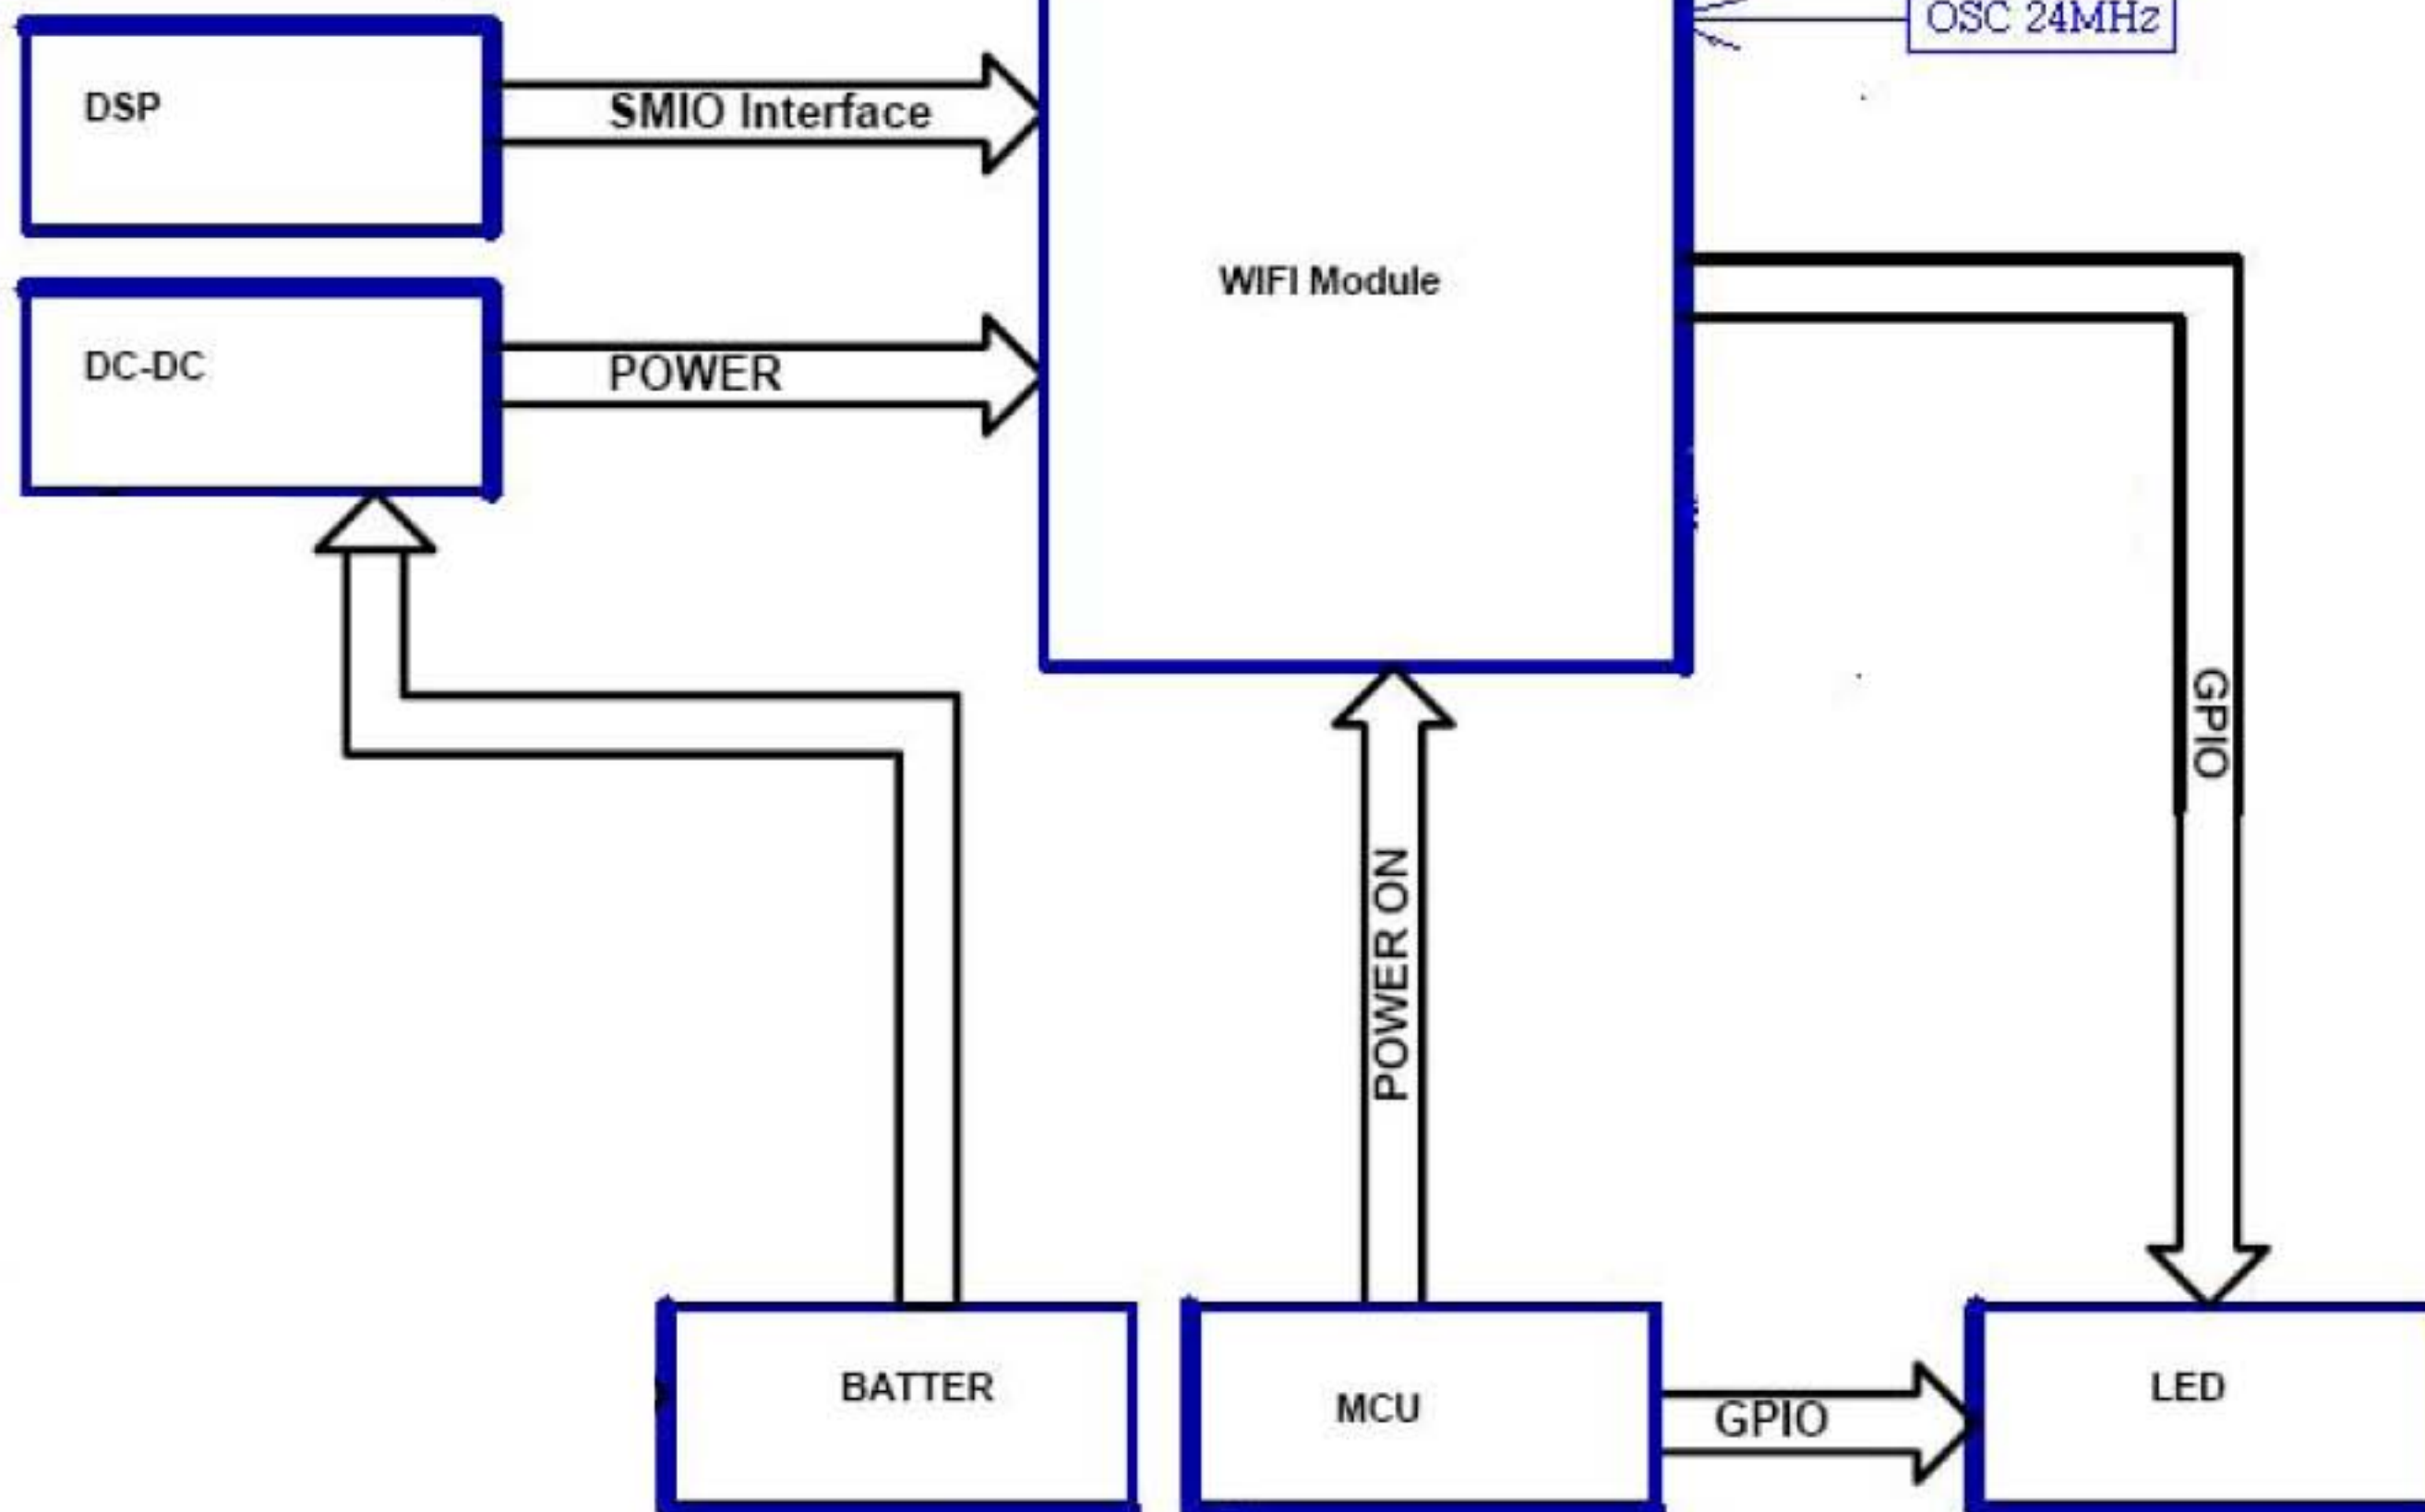 OSC 24MHz
DSP
SMIO Interface
WIFI Module
DC-DC
POWER
GPIO
POWER ON
BATTER
MCU
GPIO
LED